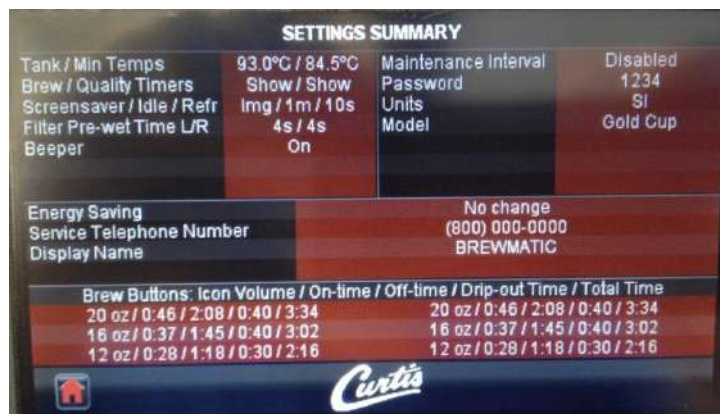 SETTINGS SUMMARY
Tank / Min Temps 93.0°C / 84.5°C
Brew / Quality Timers Show / Show
Screensaver / Idle / Refr Img / 1m / 10s
Filter Pre-wet Time L/R 4s / 4s
Beeper On
Maintenance Interval Disabled
Password 1234
Units SI
Model Gold Cup
Energy Saving No change
Service Telephone Number (800) 000-0000
Display Name BREWMATIC
Brew Buttons: Icon Volume / On-time / Off-time / Drip-out Time / Total Time
20 oz / 0:46 / 2:08 / 0:40 / 3:34 20 oz / 0:46 / 2:08 / 0:40 / 3:34
16 oz / 0:37 / 1:45 / 0:40 / 3:02 16 oz / 0:37 / 1:45 / 0:40 / 3:02
12 oz / 0:28 / 1:18 / 0:30 / 2:16 12 oz / 0:28 / 1:18 / 0:30 / 2:16
Curtis